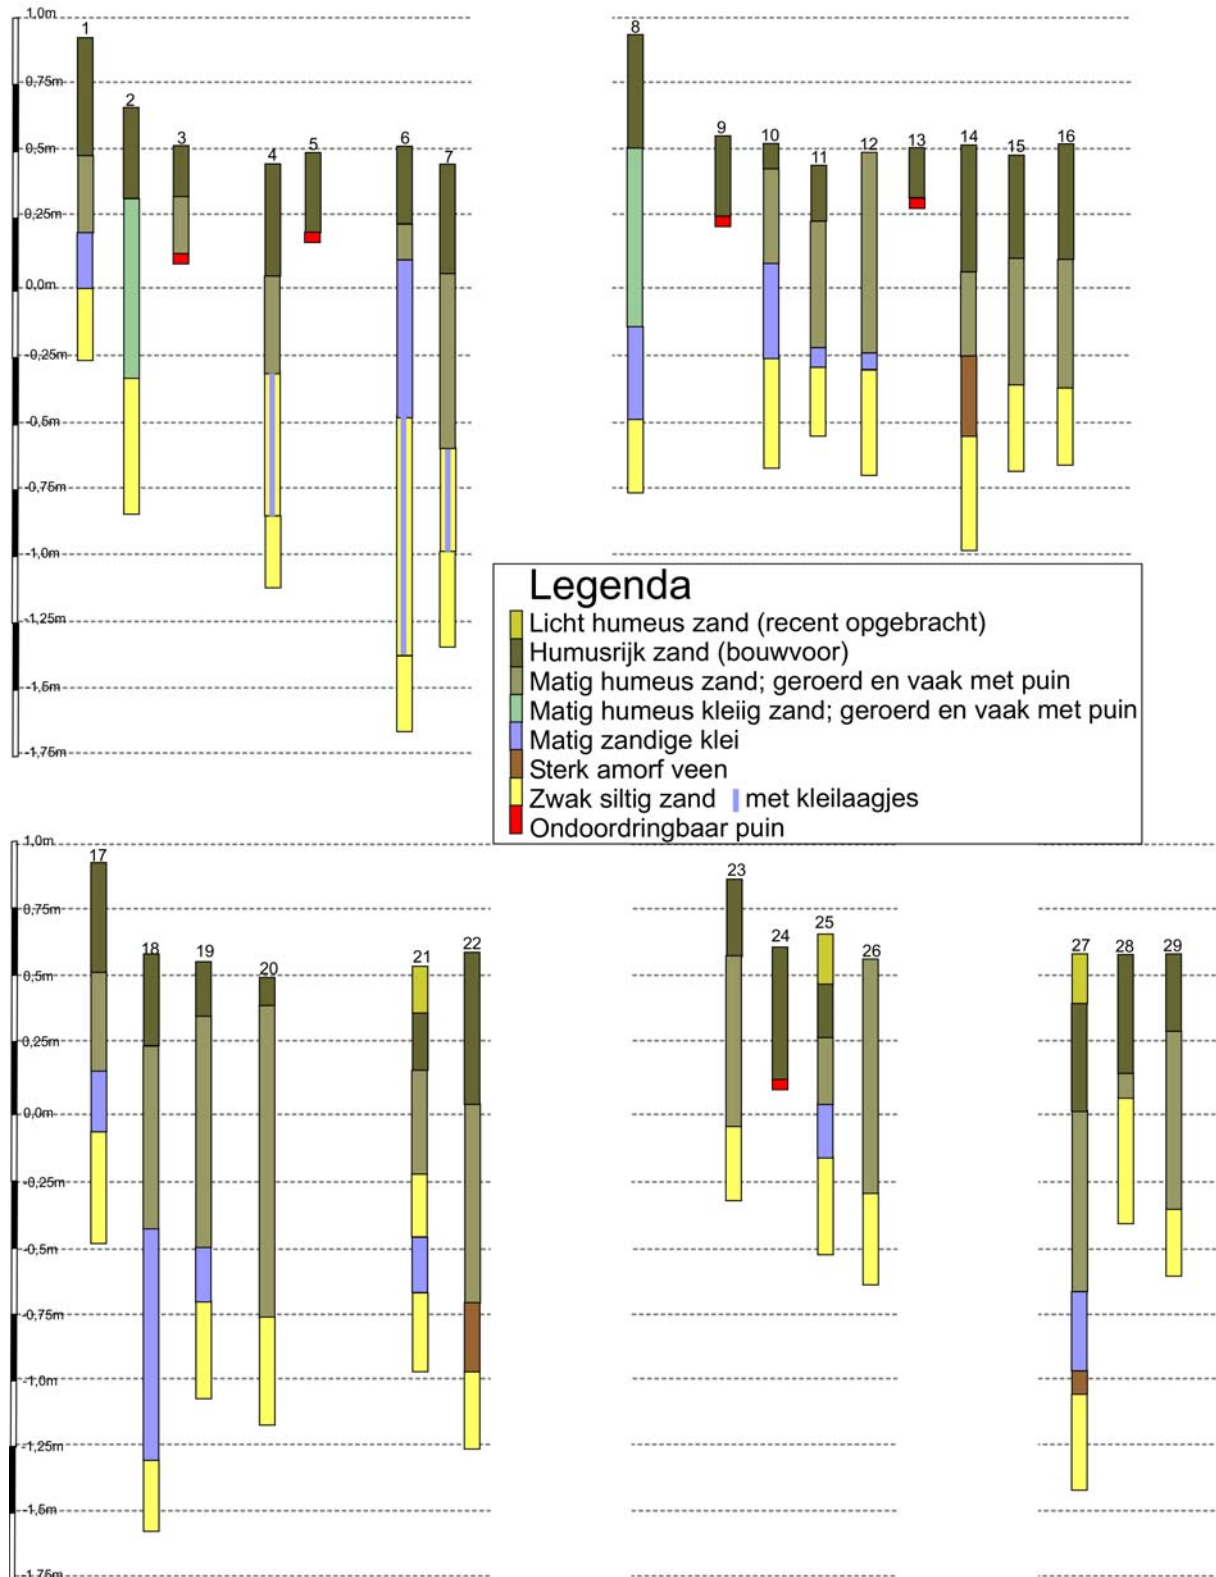 1,0m
0,75m
0,5m
0,25m
0,0m
-0,25m
-0,5m
-0,75m
-1,0m
-1,25m
-1,5m
-1,75m
1
2
3
4
5
6
7
8
9
10
11
12
13
14
15
16
Legenda
Licht humeus zand (recent opgebracht)
Humusrijk zand (bouwvoor)
Matig humeus zand; geroerd en vaak met puin
Matig humeus kleiig zand; geroerd en vaak met puin
Matig zandige klei
Sterk amorf veen
Zwak siltig zand met kleilaagjes
Ondoordringbaar puin
1,0m
0,75m
0,5m
0,25m
0,0m
-0,25m
-0,5m
-0,75m
-1,0m
-1,25m
-1,5m
-1,75m
17
18
19
20
21
22
23
24
25
26
27
28
29